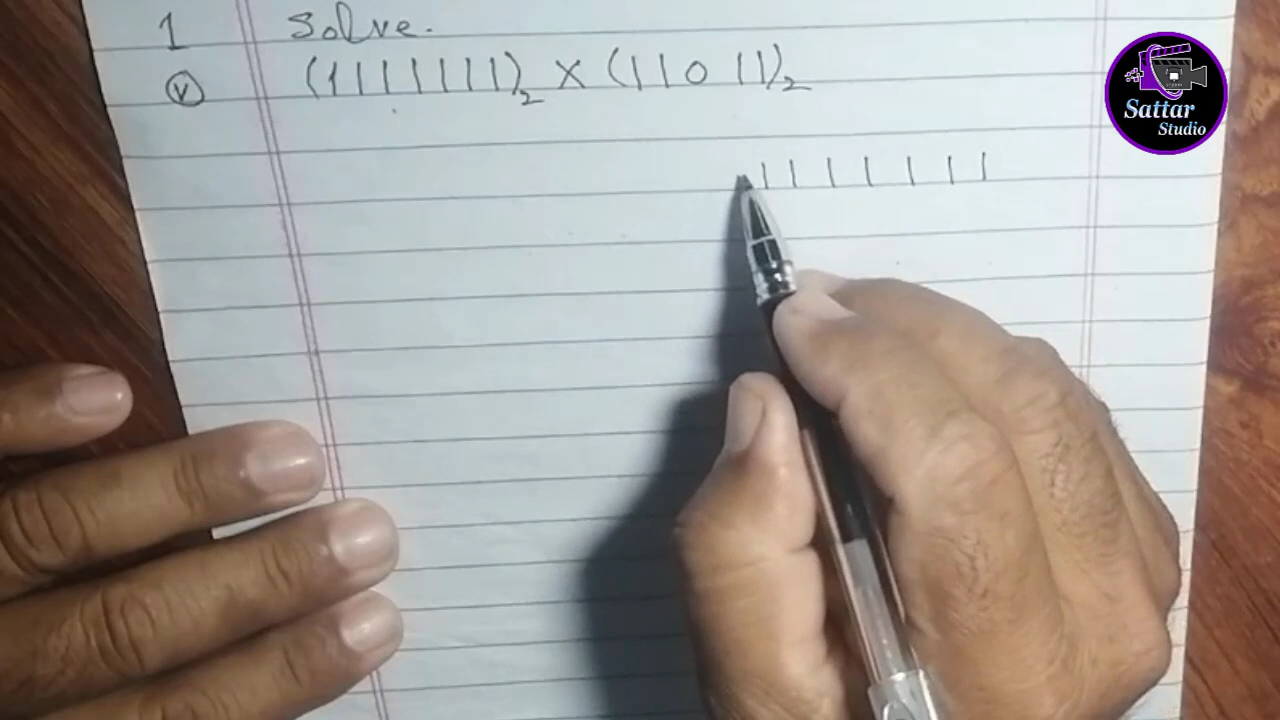 1 Solve.
(v) (1111111)₂ × (11011)₂
1111111
Sattar
Studio